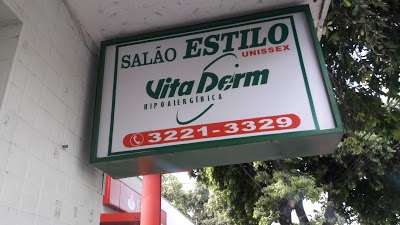 SALÃO ESTILO
UNISSEX
Vita Derm
HIPOALERGÊNICA
3221-3329